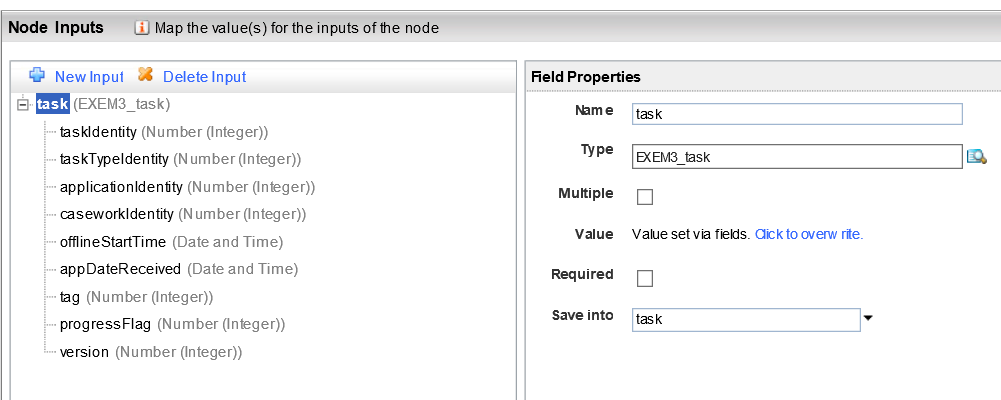 Node Inputs Map the value(s) for the inputs of the node
New Input Delete Input
task (EXEM3_task)
taskIdentity (Number (Integer))
taskTypeIdentity (Number (Integer))
applicationIdentity (Number (Integer))
caseworkIdentity (Number (Integer))
offlineStartTime (Date and Time)
appDateReceived (Date and Time)
tag (Number (Integer))
progressFlag (Number (Integer))
version (Number (Integer))
Field Properties
Name task
Type EXEM3_task
Multiple
Value Value set via fields. Click to overwrite.
Required
Save into task